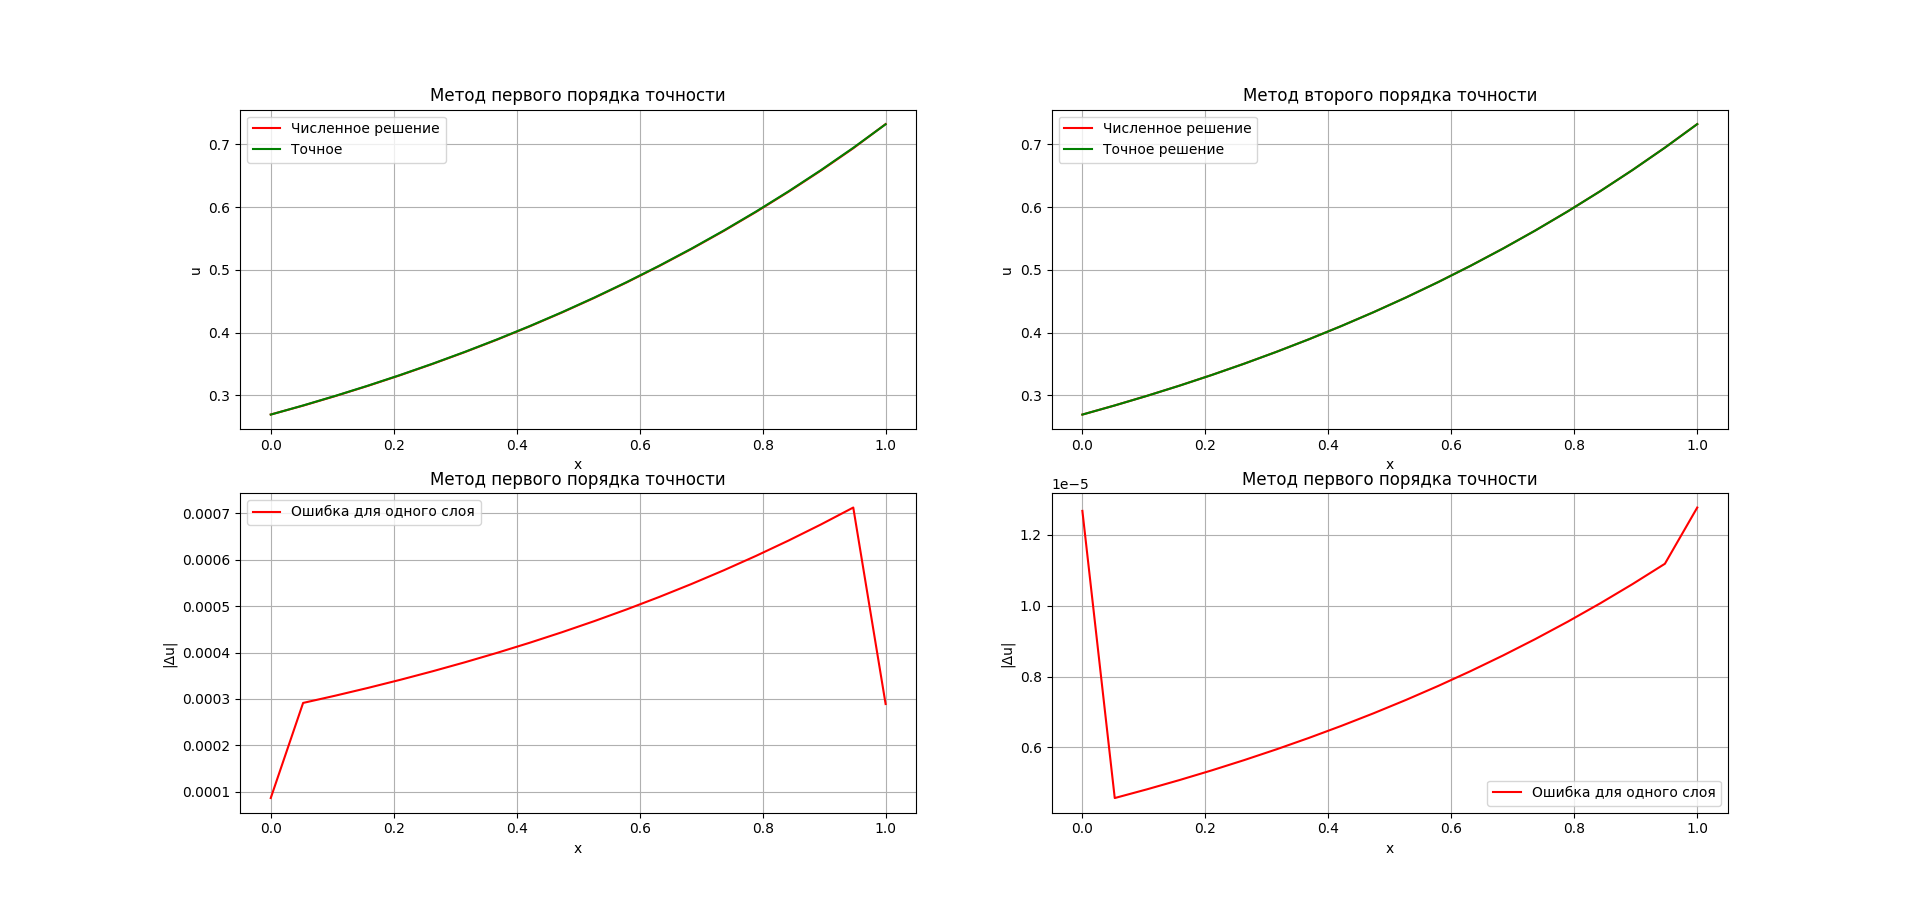 Метод первого порядка точности
Численное решение
Точное
0.7
0.6
0.5
0.4
0.3
u
0.0 0.2 0.4 0.6 0.8 1.0
x
Метод второго порядка точности
Численное решение
Точное решение
0.7
0.6
0.5
0.4
0.3
u
0.0 0.2 0.4 0.6 0.8 1.0
x
Метод первого порядка точности
Ошибка для одного слоя
0.0007
0.0006
0.0005
0.0004
0.0003
0.0002
0.0001
|Δu|
0.0 0.2 0.4 0.6 0.8 1.0
x
Метод первого порядка точности
1e−5
1.2
1.0
0.8
0.6
|Δu|
Ошибка для одного слоя
0.0 0.2 0.4 0.6 0.8 1.0
x